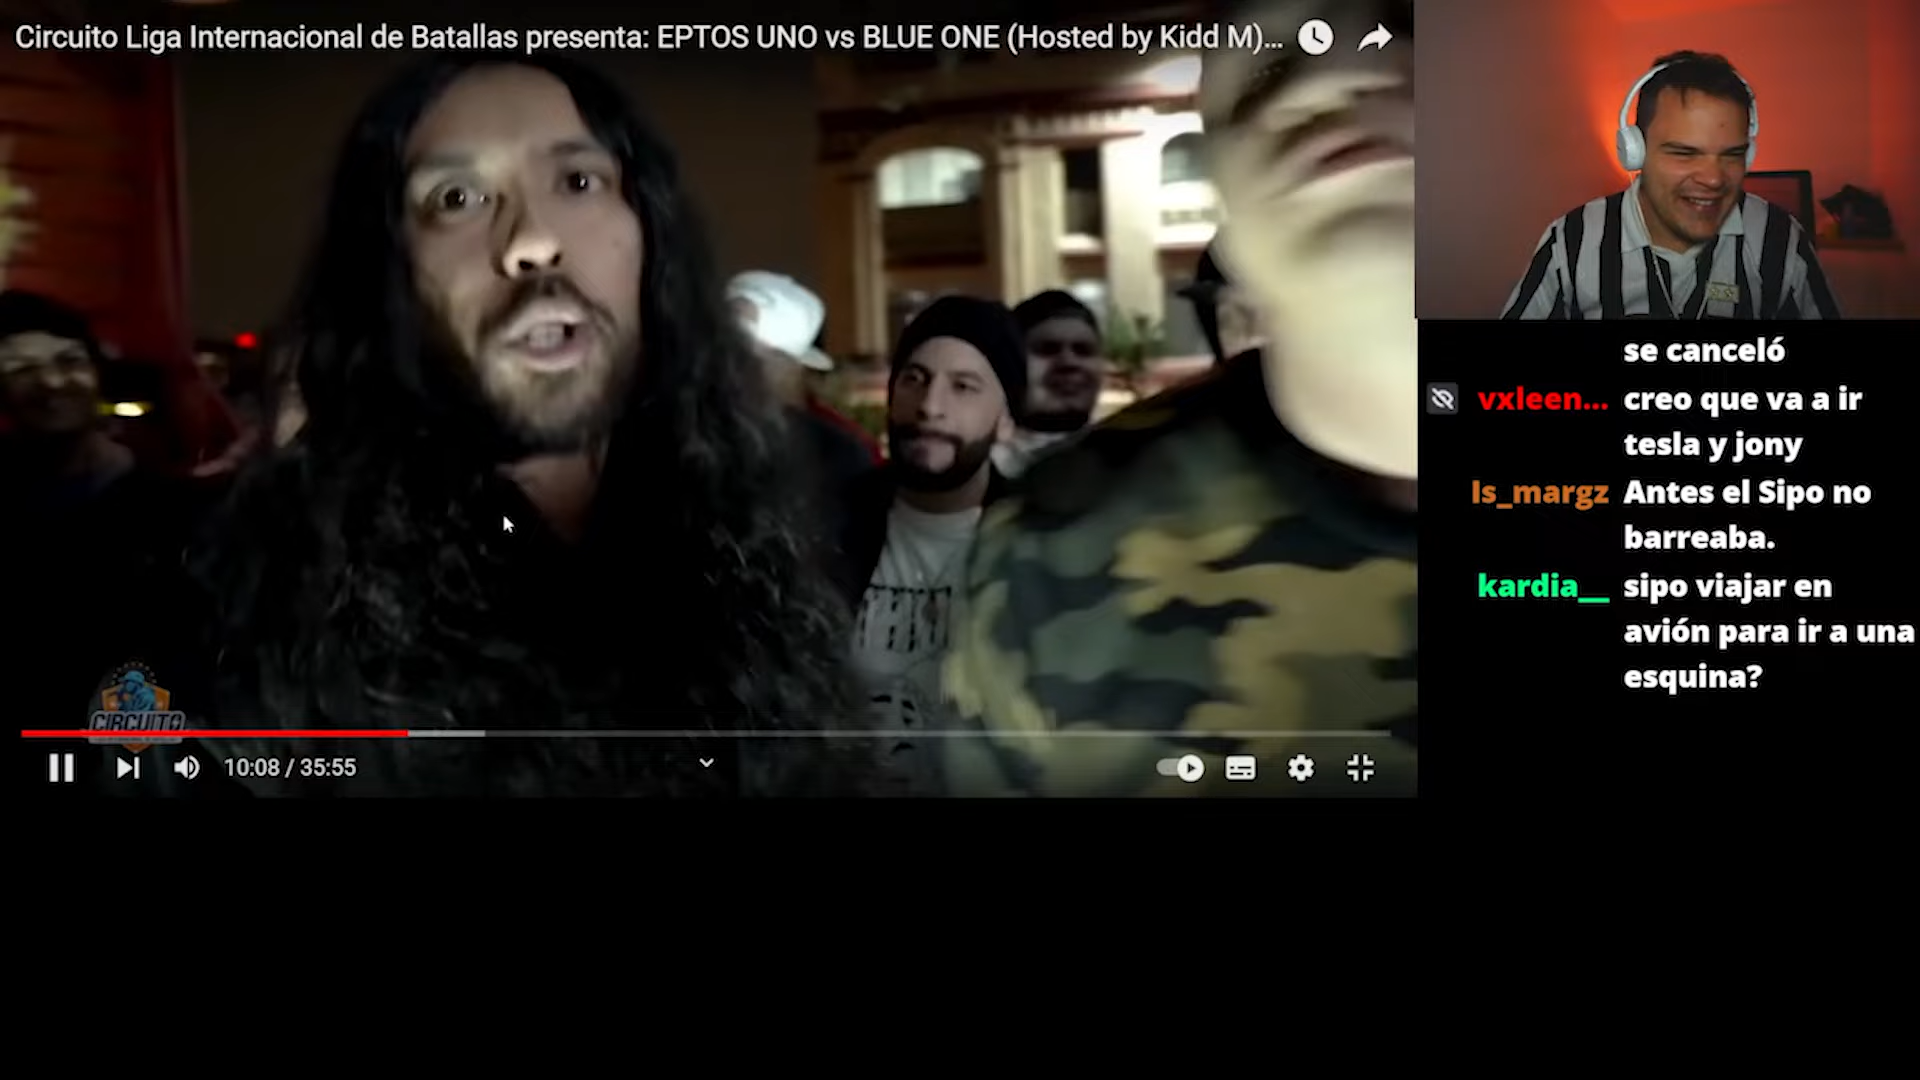 Circuito Liga Internacional de Batallas presenta: EPTOS UNO vs BLUE ONE (Hosted by Kidd M)...
se canceló
vxleen... creo que va a ir
tesla y jony
ls_margz Antes el Sipo no
barreaba.
kardia__ sipo viajar en
avión para ir a una
esquina?
CIRCUITO
10:08 / 35:55